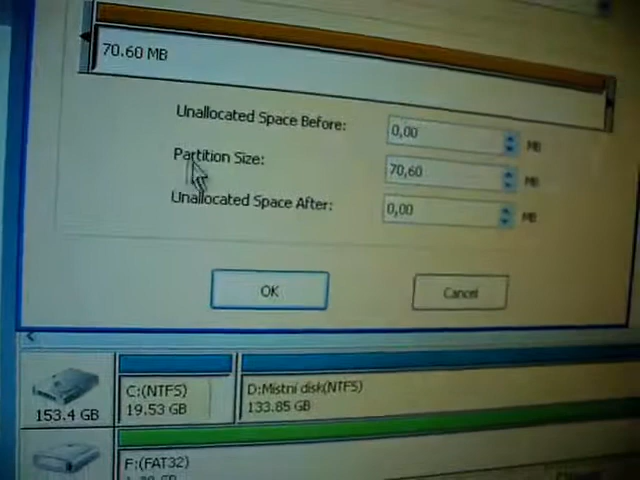 70.60 MB
Unallocated Space Before: 0,00 MB
Partition Size: 70,60 MB
Unallocated Space After: 0,00 MB
OK Cancel
C:(NTFS) D:Místní disk(NTFS)
153.4 GB 19.53 GB 133.85 GB
F:(FAT32)